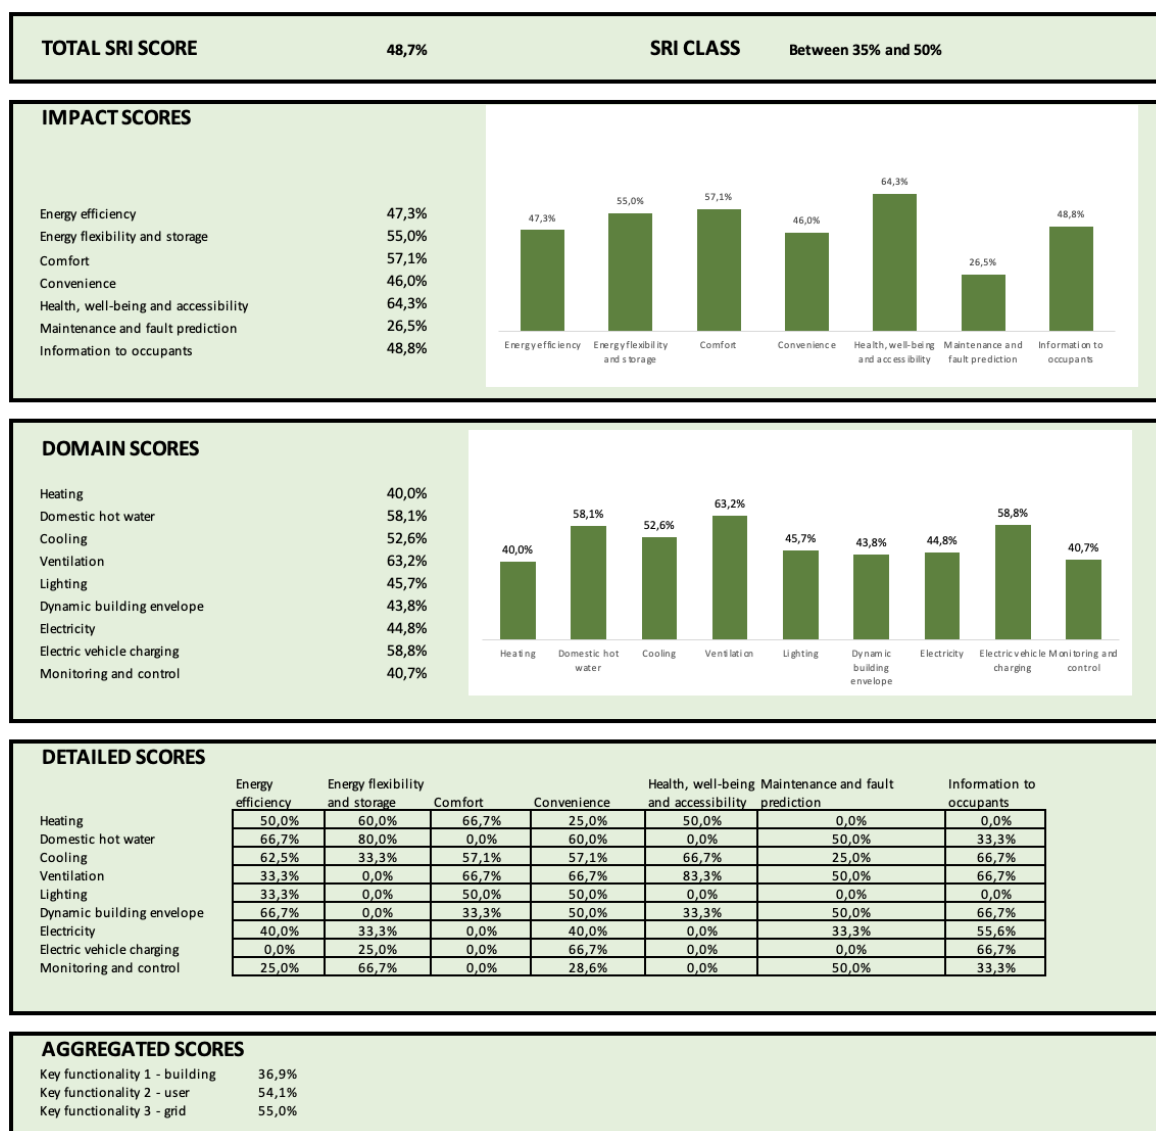 TOTAL SRI SCORE 48,7% SRI CLASS Between 35% and 50%
IMPACT SCORES
Energy efficiency 47,3%
Energy flexibility and storage 55,0%
Comfort 57,1%
Convenience 46,0%
Health, well-being and accessibility 64,3%
Maintenance and fault prediction 26,5%
Information to occupants 48,8%
47,3% 55,0% 57,1% 46,0% 64,3% 26,5% 48,8%
Energy efficiency Energy flexibility Comfort Convenience Health, well-being Maintenance and Information to
and storage and accessibility fault prediction occupants
DOMAIN SCORES
Heating 40,0%
Domestic hot water 58,1%
Cooling 52,6%
Ventilation 63,2%
Lighting 45,7%
Dynamic building envelope 43,8%
Electricity 44,8%
Electric vehicle charging 58,8%
Monitoring and control 40,7%
40,0% 58,1% 52,6% 63,2% 45,7% 43,8% 44,8% 58,8% 40,7%
Heating Domestic hot Cooling Ventilation Lighting Dynamic Electricity Electric vehicle Monitoring and
water building charging control
envelope
DETAILED SCORES
Energy Energy flexibility Health, well-being Maintenance and fault Information to
efficiency and storage Comfort Convenience and accessibility prediction occupants
Heating 50,0% 60,0% 66,7% 25,0% 50,0% 0,0% 0,0%
Domestic hot water 66,7% 80,0% 0,0% 60,0% 0,0% 50,0% 33,3%
Cooling 62,5% 33,3% 57,1% 57,1% 66,7% 25,0% 66,7%
Ventilation 33,3% 0,0% 66,7% 66,7% 83,3% 50,0% 66,7%
Lighting 33,3% 0,0% 50,0% 50,0% 0,0% 0,0% 0,0%
Dynamic building envelope 66,7% 0,0% 33,3% 50,0% 33,3% 50,0% 66,7%
Electricity 40,0% 33,3% 0,0% 40,0% 0,0% 33,3% 55,6%
Electric vehicle charging 0,0% 25,0% 0,0% 66,7% 0,0% 0,0% 66,7%
Monitoring and control 25,0% 66,7% 0,0% 28,6% 0,0% 50,0% 33,3%
AGGREGATED SCORES
Key functionality 1 - building 36,9%
Key functionality 2 - user 54,1%
Key functionality 3 - grid 55,0%